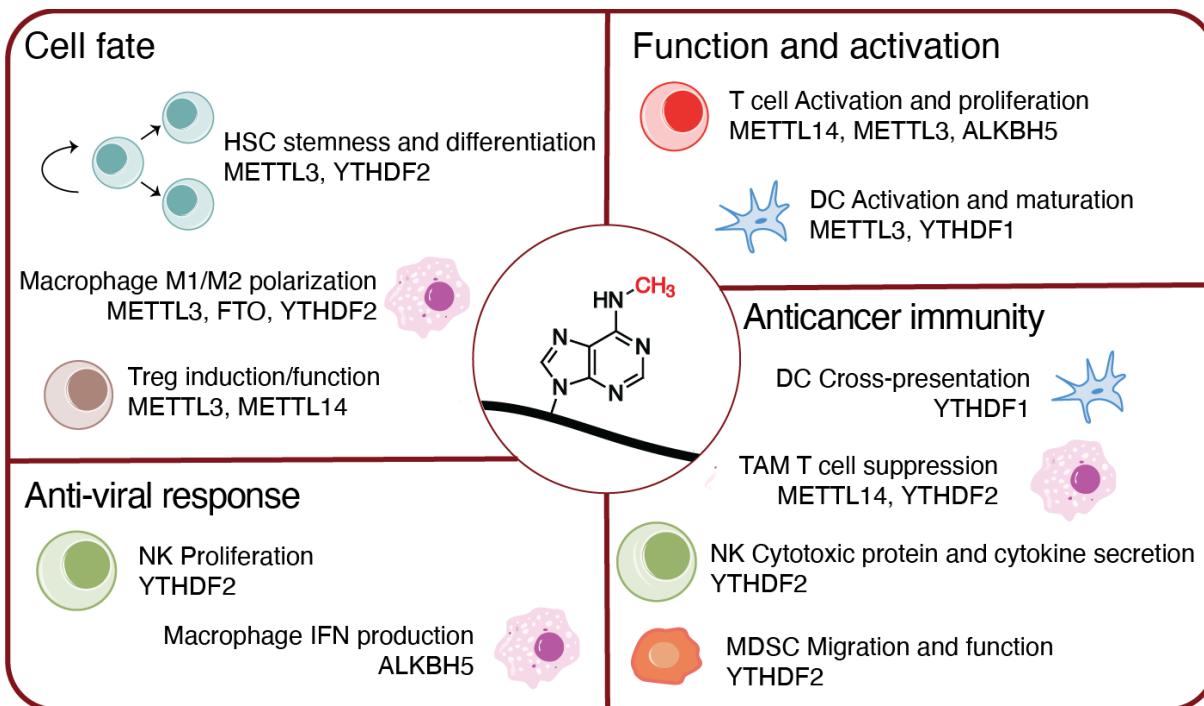 Cell fate
HSC stemness and differentiation
METTL3, YTHDF2
Macrophage M1/M2 polarization
METTL3, FTO, YTHDF2
Treg induction/function
METTL3, METTL14
Function and activation
T cell Activation and proliferation
METTL14, METTL3, ALKBH5
DC Activation and maturation
METTL3, YTHDF1
HN
CH3
N
N
N
N
Anti-viral response
NK Proliferation
YTHDF2
Macrophage IFN production
ALKBH5
Anticancer immunity
DC Cross-presentation
YTHDF1
TAM T cell suppression
METTL14, YTHDF2
NK Cytotoxic protein and cytokine secretion
YTHDF2
MDSC Migration and function
YTHDF2